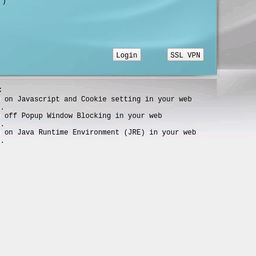 )
Login SSL VPN
:
on Javascript and Cookie setting in your web
.
off Popup Window Blocking in your web
.
on Java Runtime Environment (JRE) in your web
.